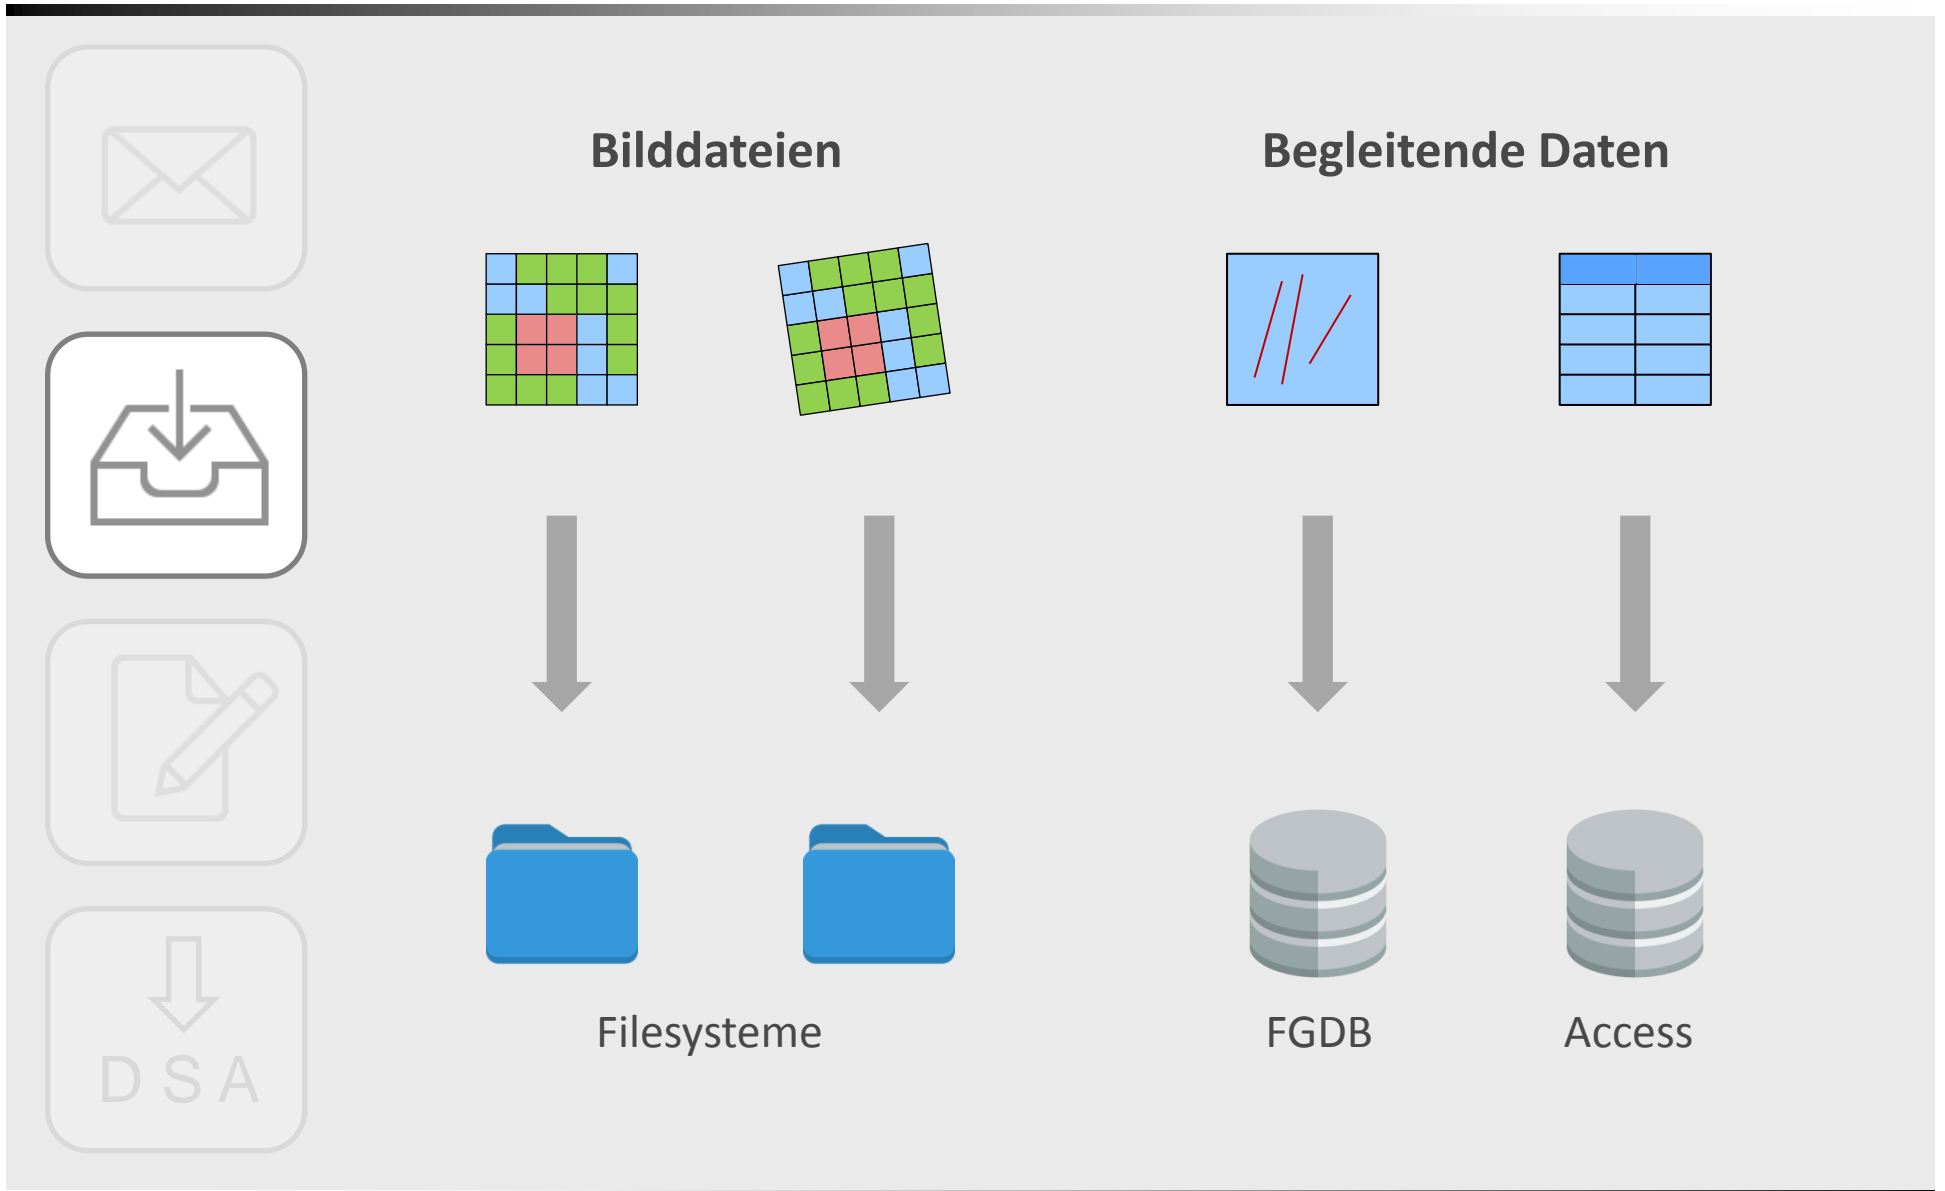 Bilddateien
Begleitende Daten
Filesysteme
FGDB
Access
D S A